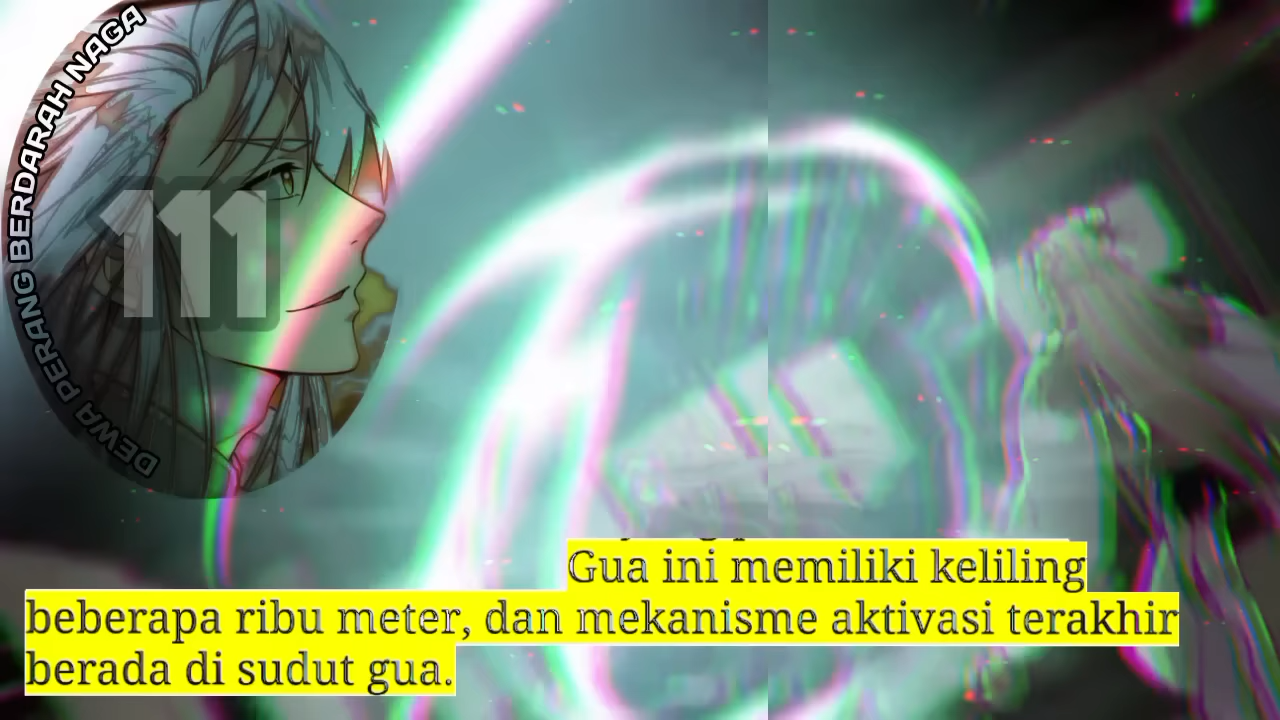 DEWA PERANG BERDARAH NAGA
111
Gua ini memiliki keliling
beberapa ribu meter, dan mekanisme aktivasi terakhir
berada di sudut gua.